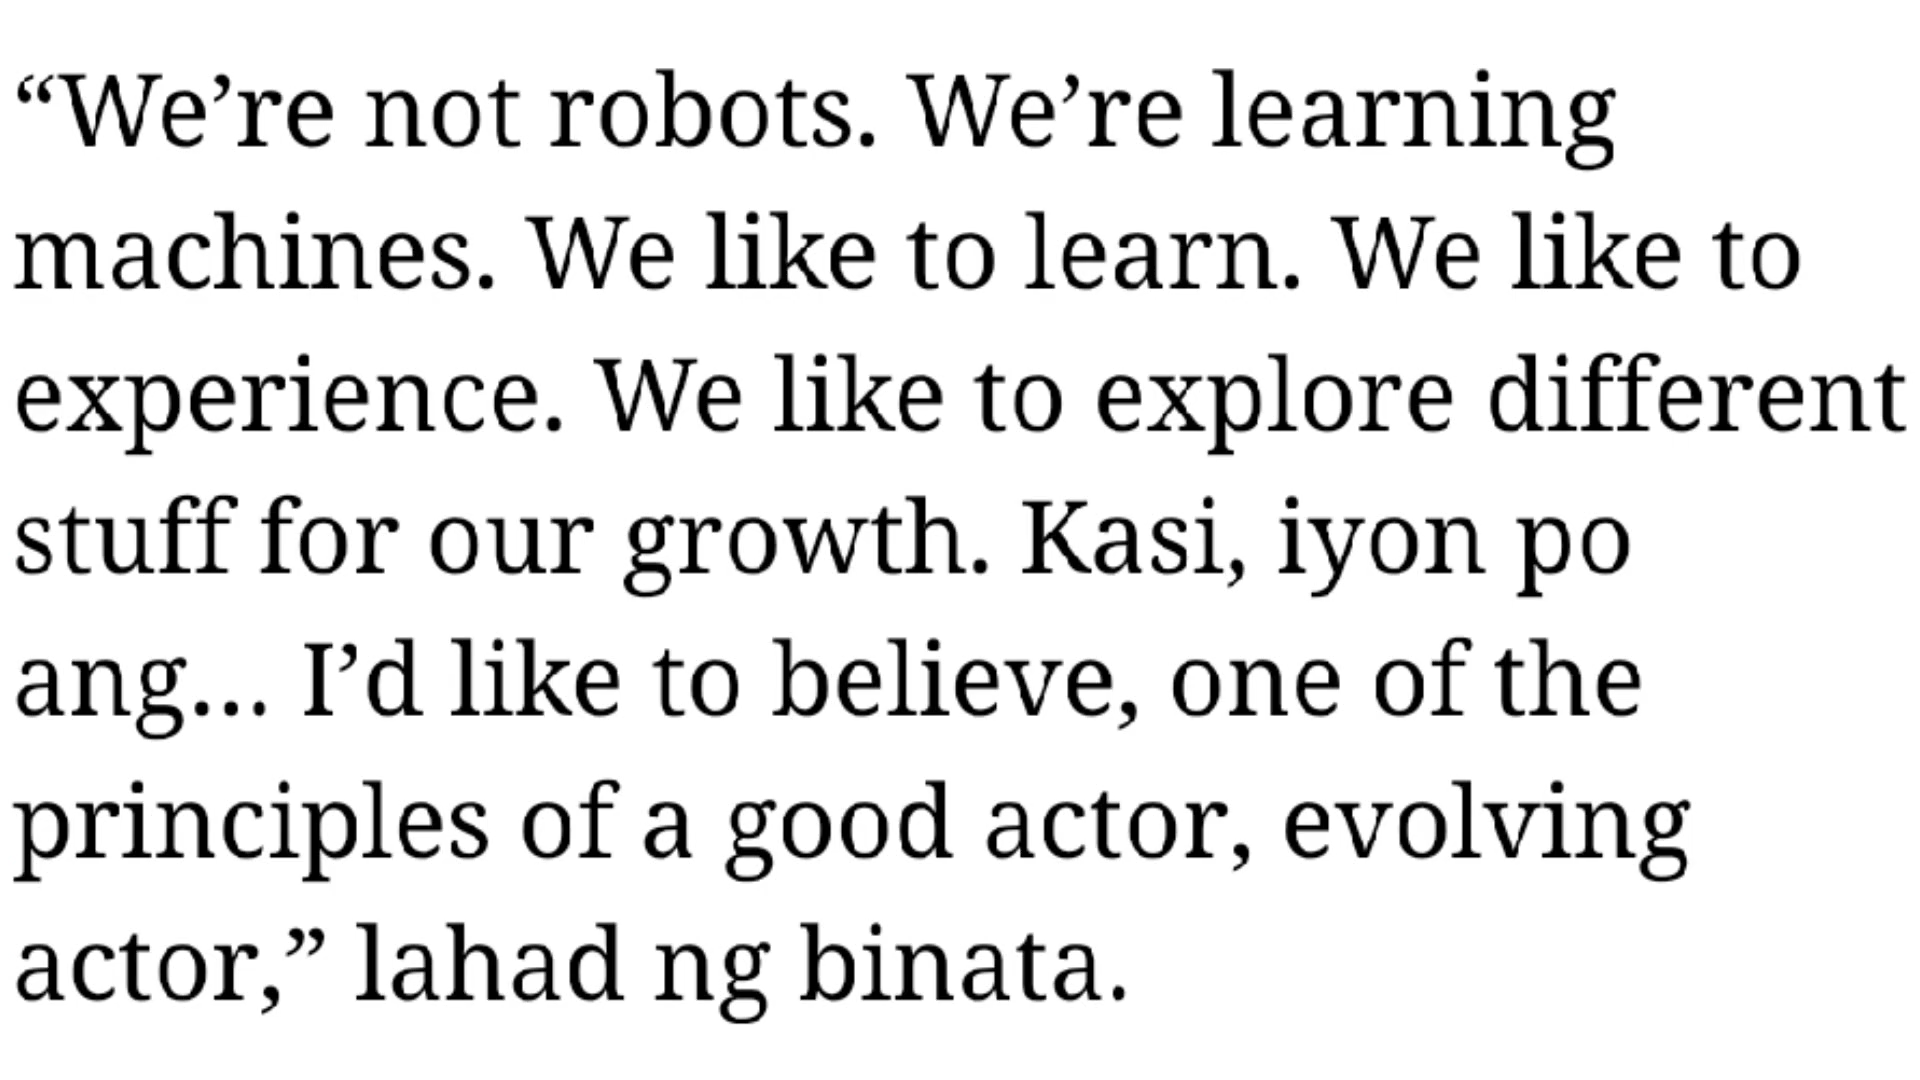 “We’re not robots. We’re learning
machines. We like to learn. We like to
experience. We like to explore different
stuff for our growth. Kasi, iyon po
ang… I’d like to believe, one of the
principles of a good actor, evolving
actor,” lahad ng binata.